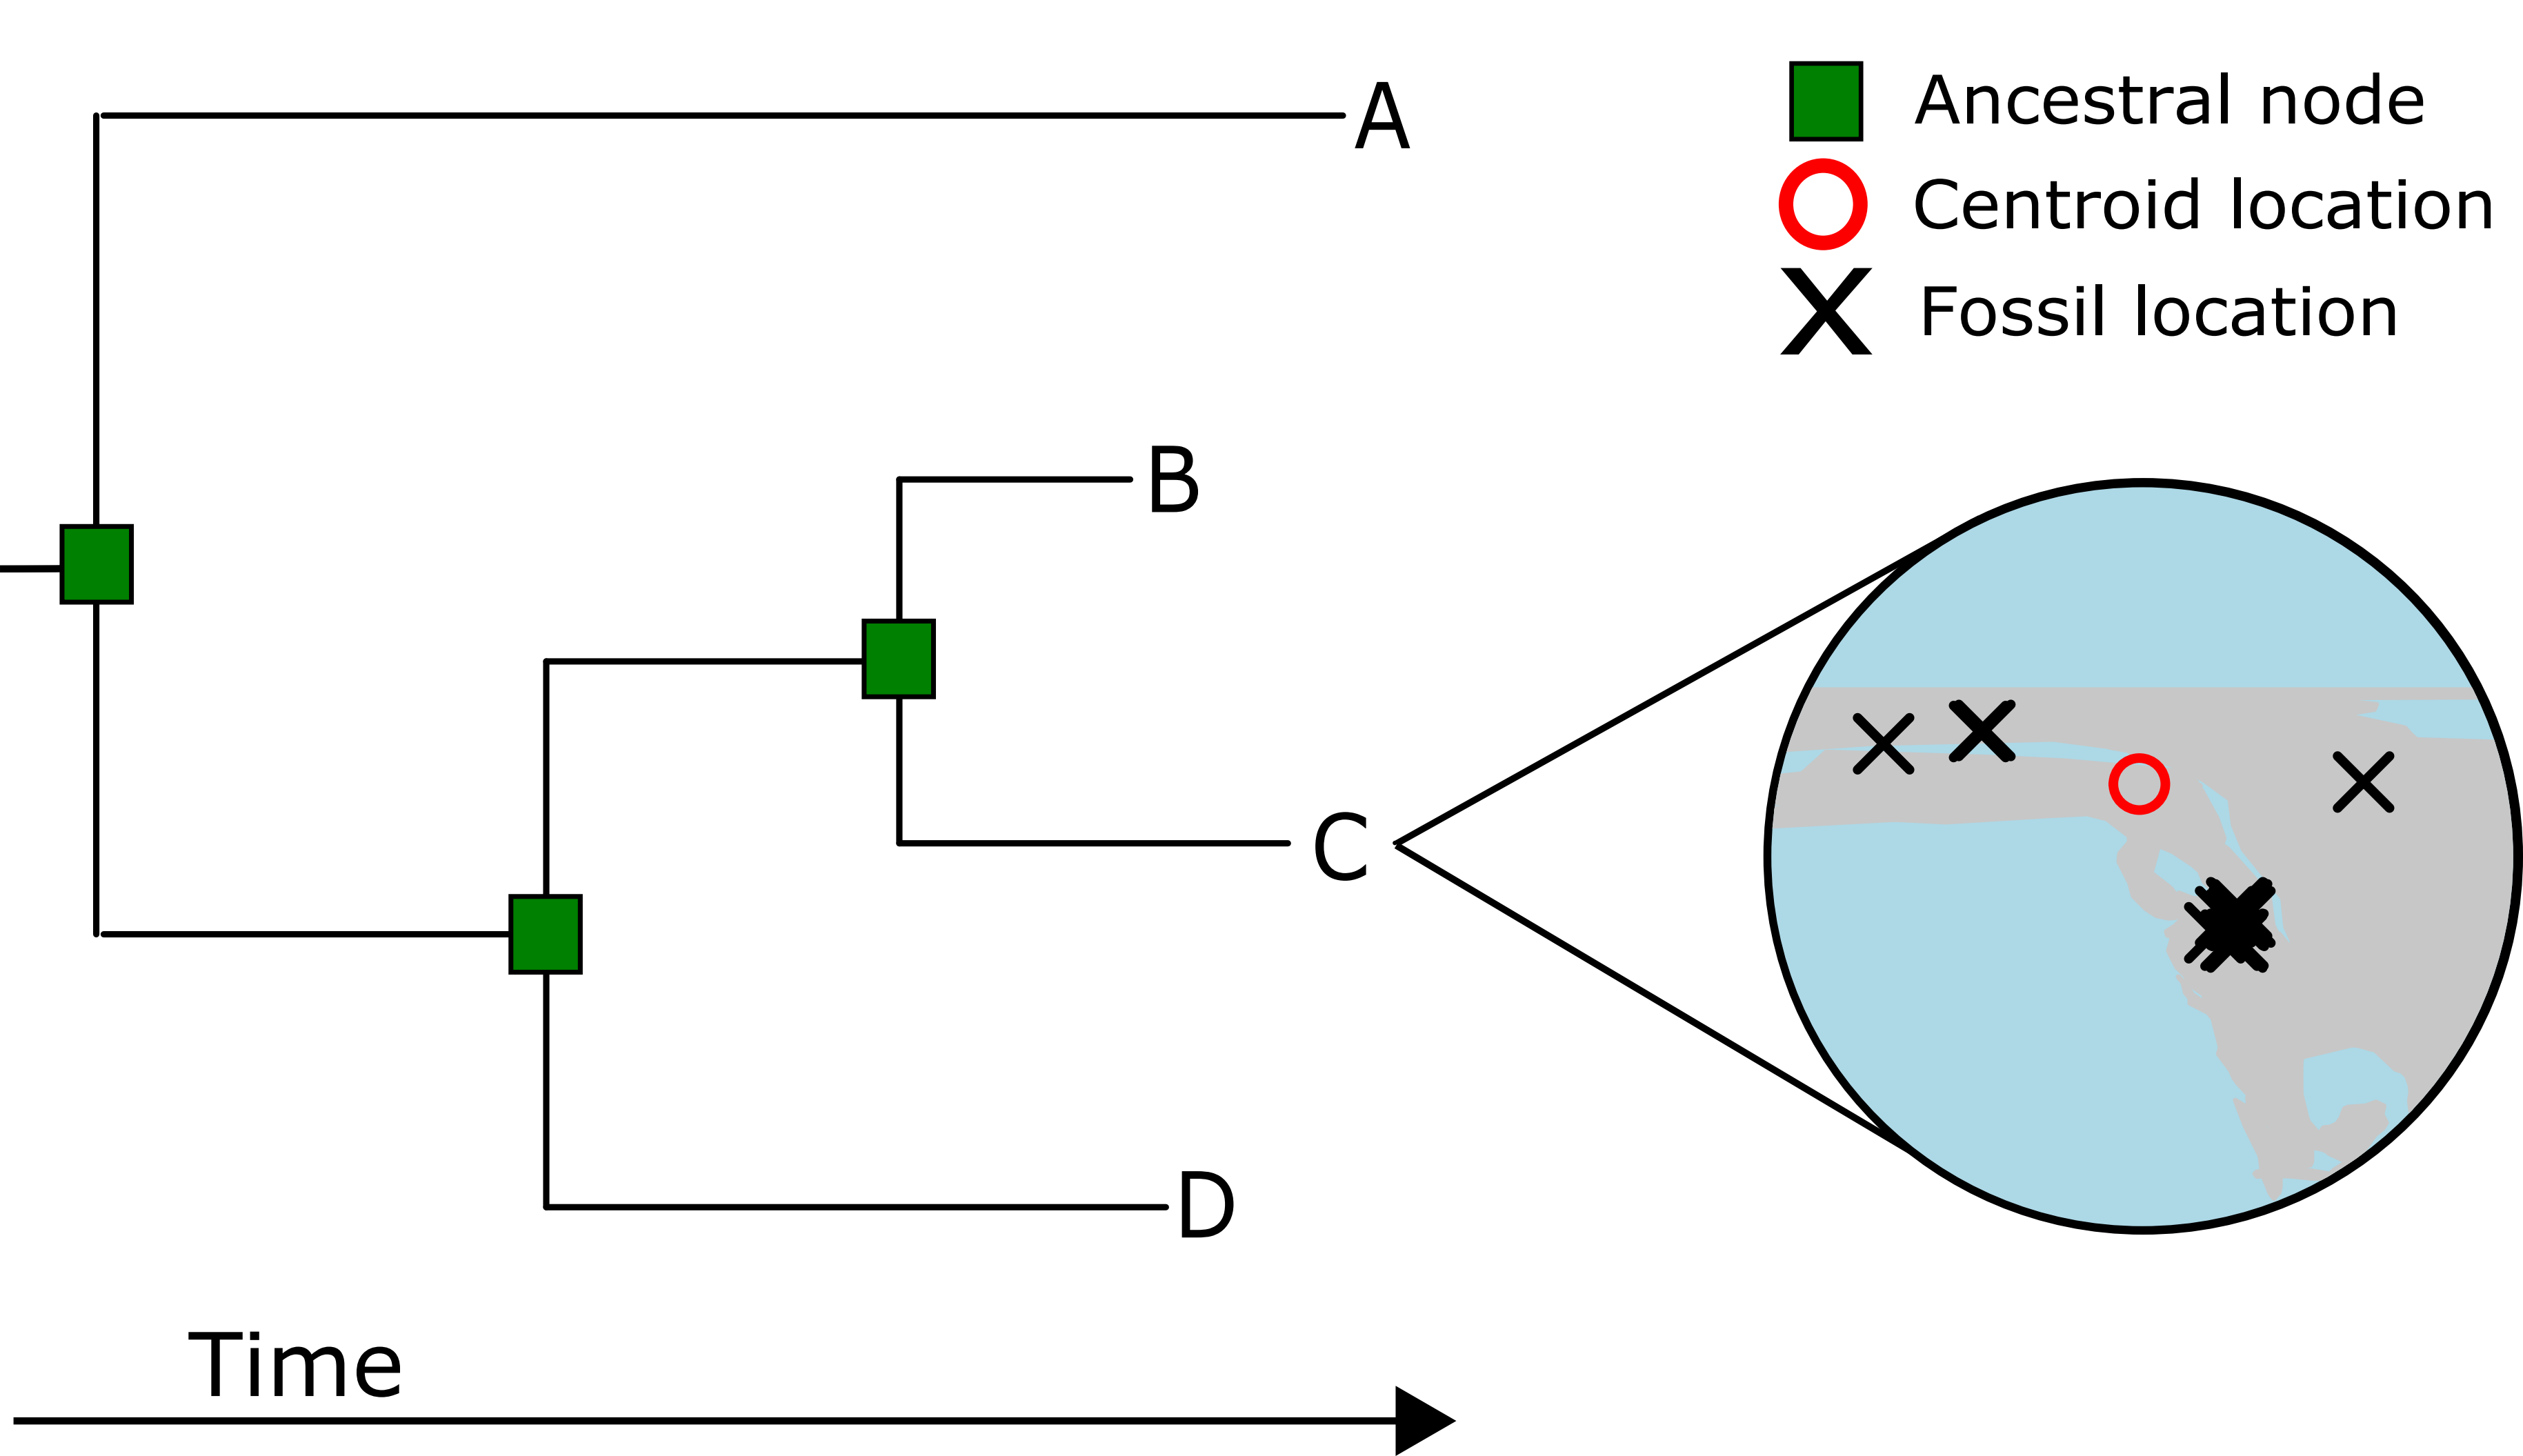 A
Ancestral node
Centroid location
Fossil location
B
C
D
Time